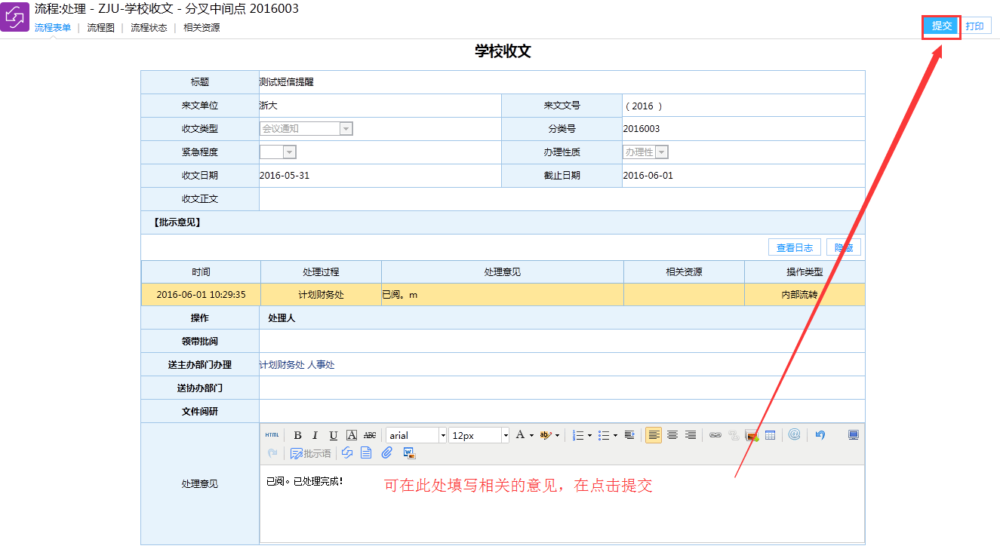 流程:处理 - ZJU-学校收文 - 分叉中间点 2016003
流程表单 | 流程图 | 流程状态 | 相关资源
提交 打印
学校收文
标题 测试短信提醒
来文单位 浙大 来文文号 （ 2016 ）
收文类型 会议通知 分类号 2016003
紧急程度 办理性质 办理性
收文日期 2016-05-31 截止日期 2016-06-01
收文正文
【批示意见】
查看日志 隐藏
时间 处理过程 处理意见 相关资源 操作类型
2016-06-01 10:29:35 计划财务处 已阅。m 内部流转
操作 处理人
领带批阅
送主办部门办理 计划财务处 人事处
送协办部门
文件阅研
HTML B I U A ABC arial 12px A ab
批示语
处理意见 已阅。已处理完成！
可在此处填写相关的意见，在点击提交